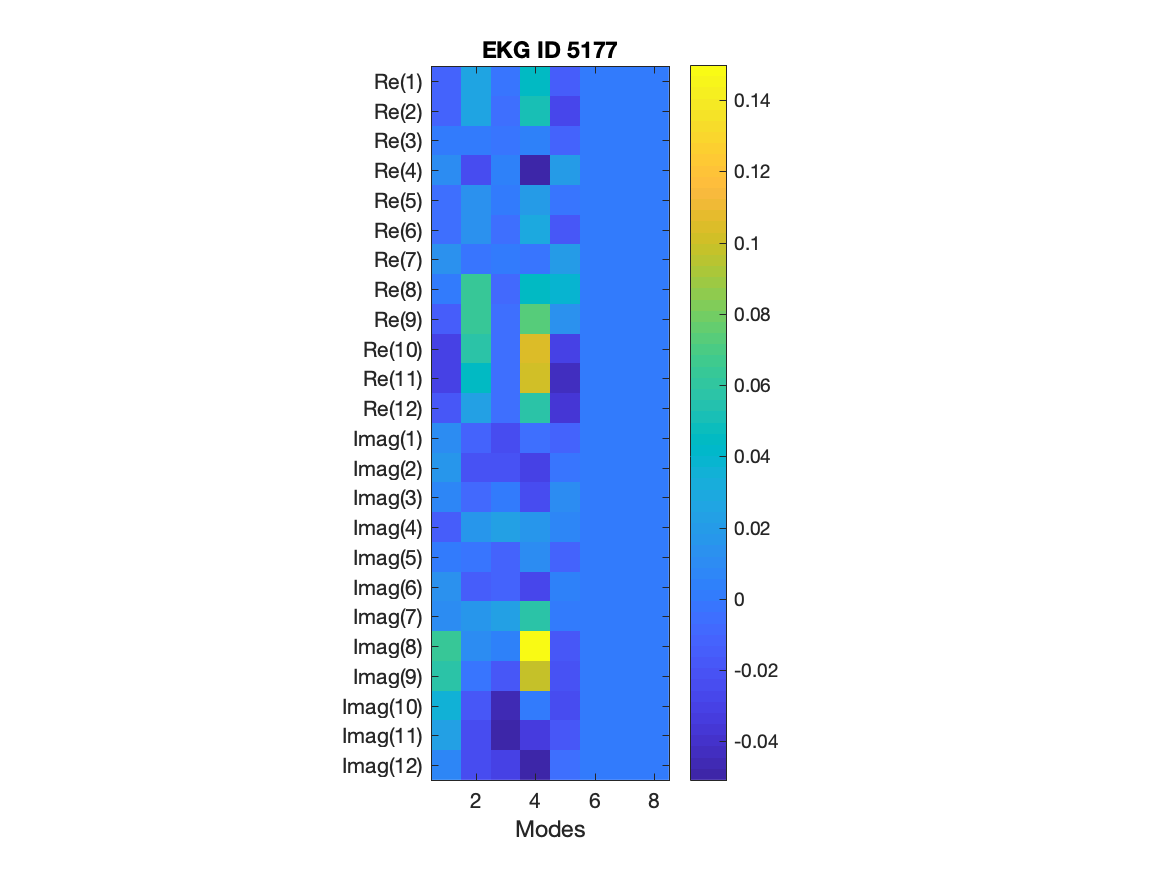 EKG ID 5177
Re(1)
Re(2)
Re(3)
Re(4)
Re(5)
Re(6)
Re(7)
Re(8)
Re(9)
Re(10)
Re(11)
Re(12)
Imag(1)
Imag(2)
Imag(3)
Imag(4)
Imag(5)
Imag(6)
Imag(7)
Imag(8)
Imag(9)
Imag(10)
Imag(11)
Imag(12)
2 4 6 8
Modes
0.14
0.12
0.1
0.08
0.06
0.04
0.02
0
-0.02
-0.04